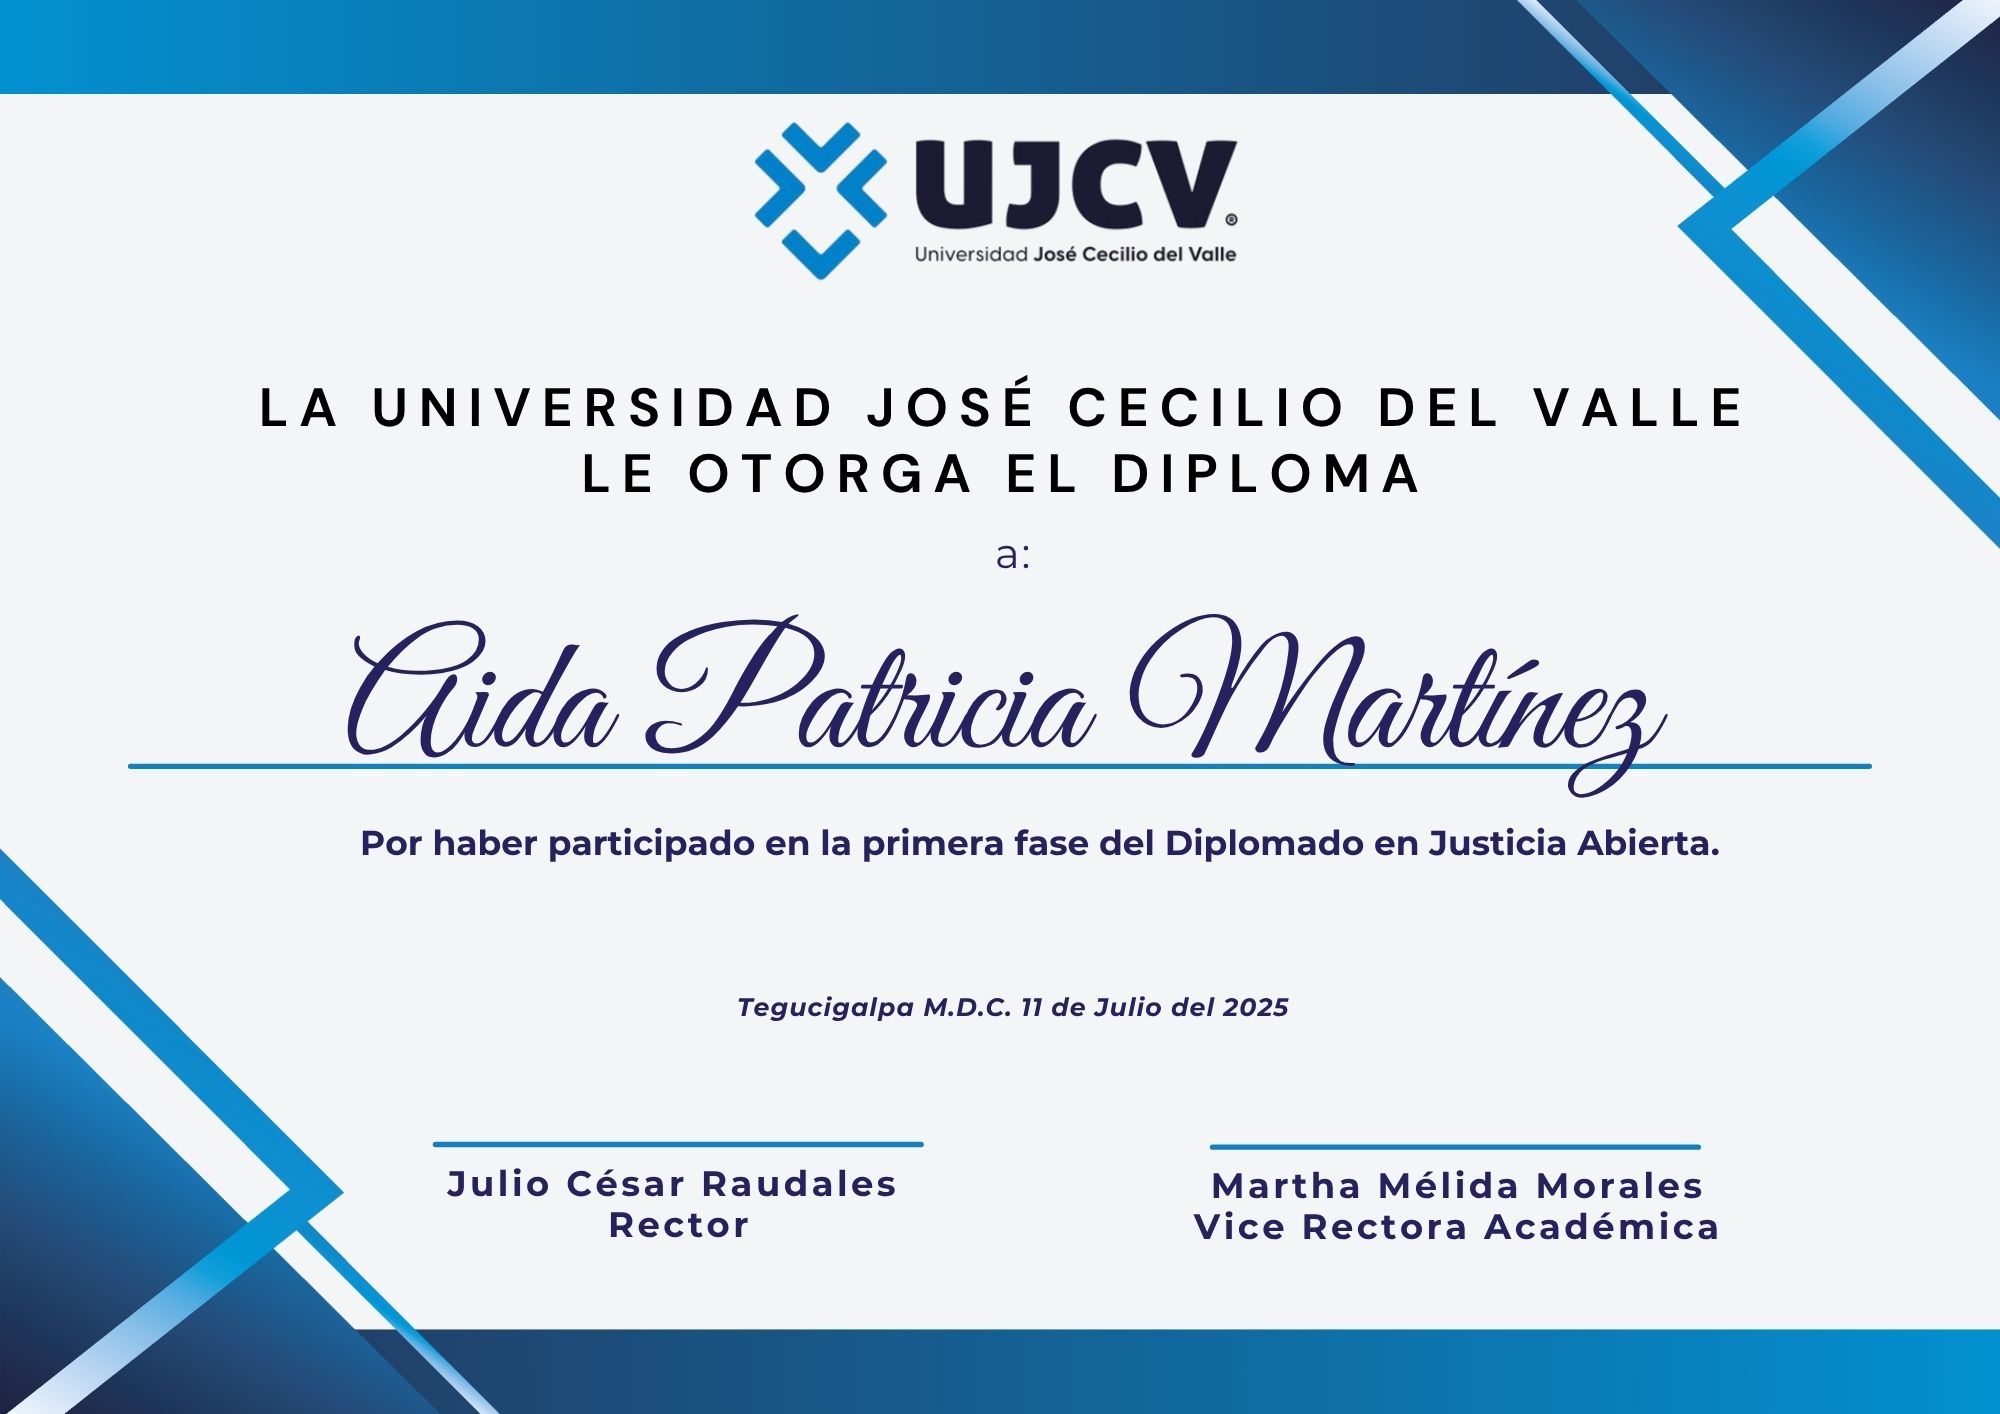 UJCV®
Universidad José Cecilio del Valle
LA UNIVERSIDAD JOSÉ CECILIO DEL VALLE
LE OTORGA EL DIPLOMA
a:
Aida Patricia Martínez
Por haber participado en la primera fase del Diplomado en Justicia Abierta.
Tegucigalpa M.D.C. 11 de Julio del 2025
Julio César Raudales
Rector
Martha Mélida Morales
Vice Rectora Académica